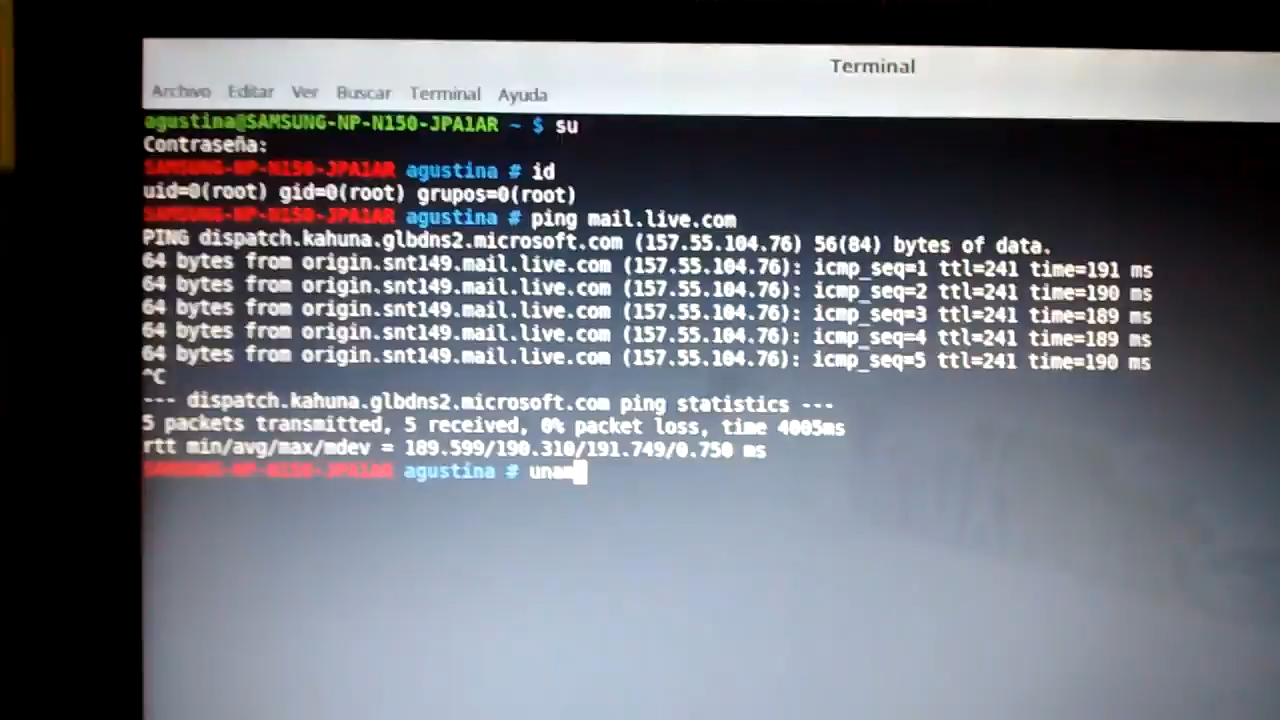 Terminal
Archivo Editar Ver Buscar Terminal Ayuda
agustina@SAMSUNG-NP-N150-JPA1AR ~ $ su
Contraseña:
SAMSUNG-NP-N150-JPA1AR agustina # id
uid=0(root) gid=0(root) grupos=0(root)
SAMSUNG-NP-N150-JPA1AR agustina # ping mail.live.com
PING dispatch.kahuna.glbdns2.microsoft.com (157.55.104.76) 56(84) bytes of data.
64 bytes from origin.snt149.mail.live.com (157.55.104.76): icmp_seq=1 ttl=241 time=191 ms
64 bytes from origin.snt149.mail.live.com (157.55.104.76): icmp_seq=2 ttl=241 time=190 ms
64 bytes from origin.snt149.mail.live.com (157.55.104.76): icmp_seq=3 ttl=241 time=189 ms
64 bytes from origin.snt149.mail.live.com (157.55.104.76): icmp_seq=4 ttl=241 time=189 ms
64 bytes from origin.snt149.mail.live.com (157.55.104.76): icmp_seq=5 ttl=241 time=190 ms
^C
--- dispatch.kahuna.glbdns2.microsoft.com ping statistics ---
5 packets transmitted, 5 received, 0% packet loss, time 4005ms
rtt min/avg/max/mdev = 189.599/190.310/191.749/0.750 ms
SAMSUNG-NP-N150-JPA1AR agustina # unam